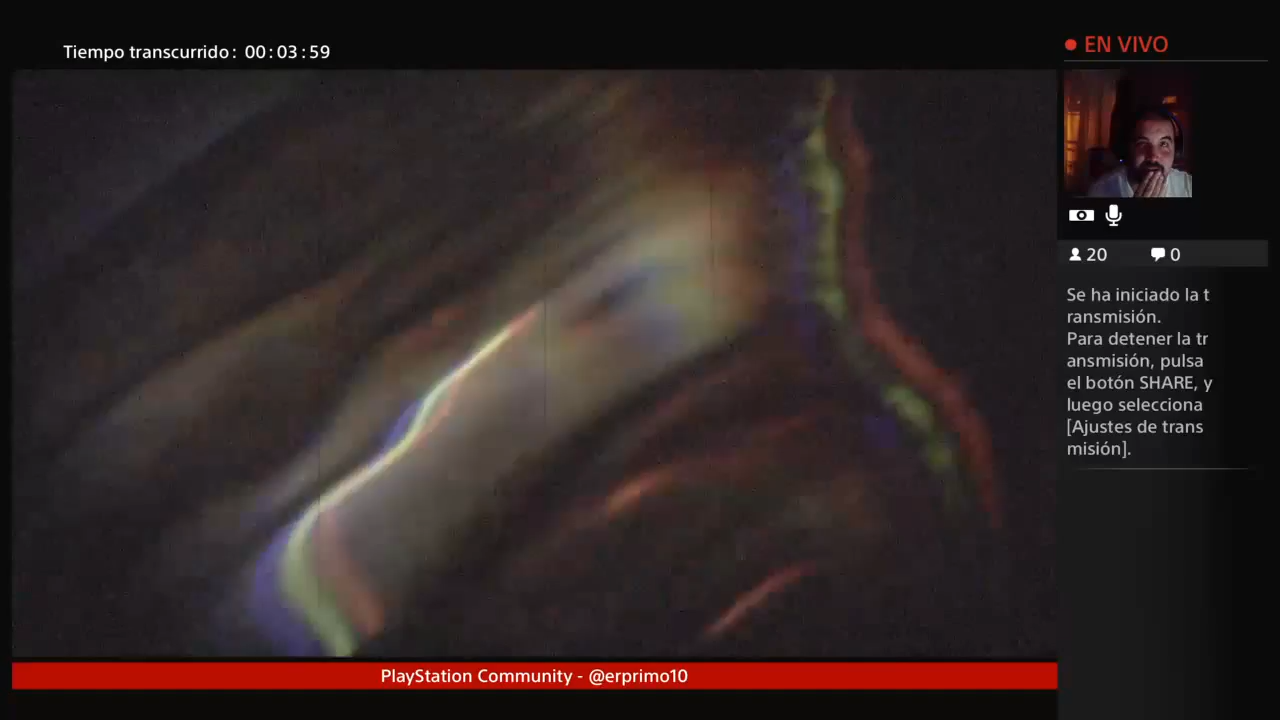 Tiempo transcurrido: 00:03:59
EN VIVO
20 0
Se ha iniciado la t
ransmisión.
Para detener la tr
ansmisión, pulsa
el botón SHARE, y
luego selecciona
[Ajustes de trans
misión].
PlayStation Community - @erprimo10